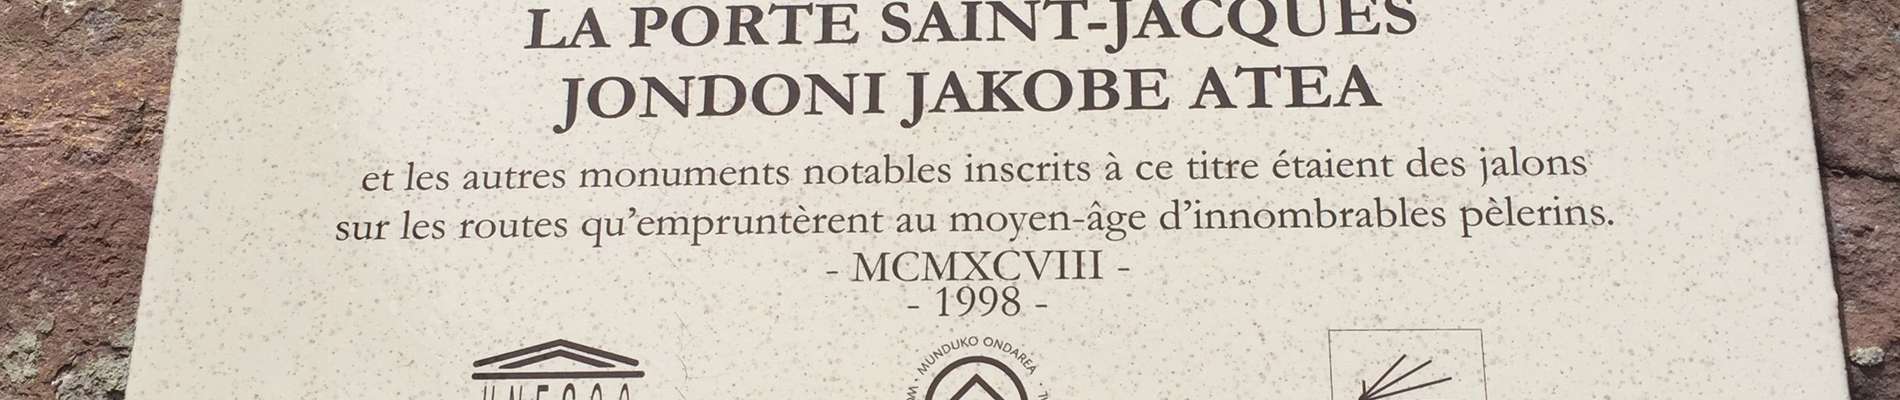 LA PORTE SAINT-JACQUES
JONDONI JAKOBE ATEA
et les autres monuments notables inscrits à ce titre étaient des jalons
sur les routes qu’empruntèrent au moyen-âge d’innombrables pèlerins.
- MCMXCVIII -
- 1998 -
· MUNDUKO ONDAREA ·